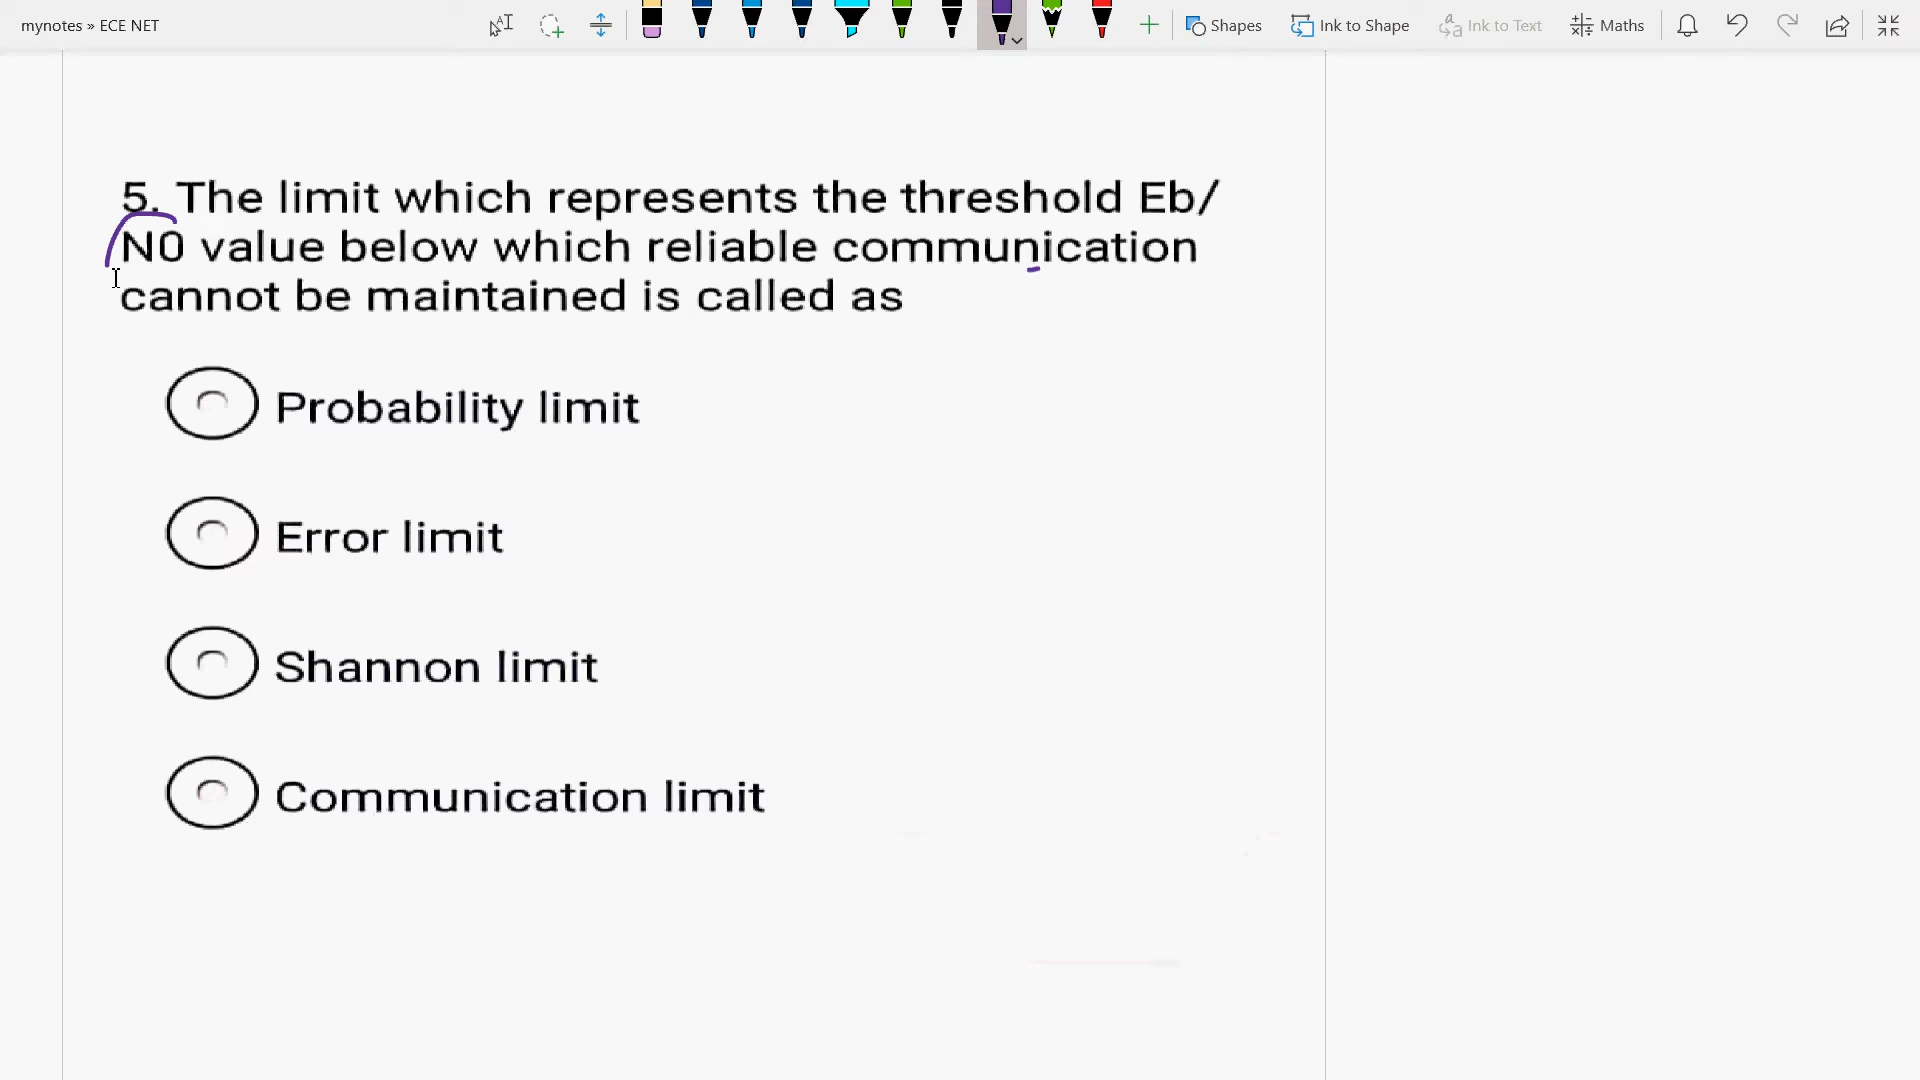 mynotes » ECE NET
Shapes
Ink to Shape
Ink to Text
Maths
5. The limit which represents the threshold Eb/
N0 value below which reliable communication
cannot be maintained is called as
Probability limit
Error limit
Shannon limit
Communication limit